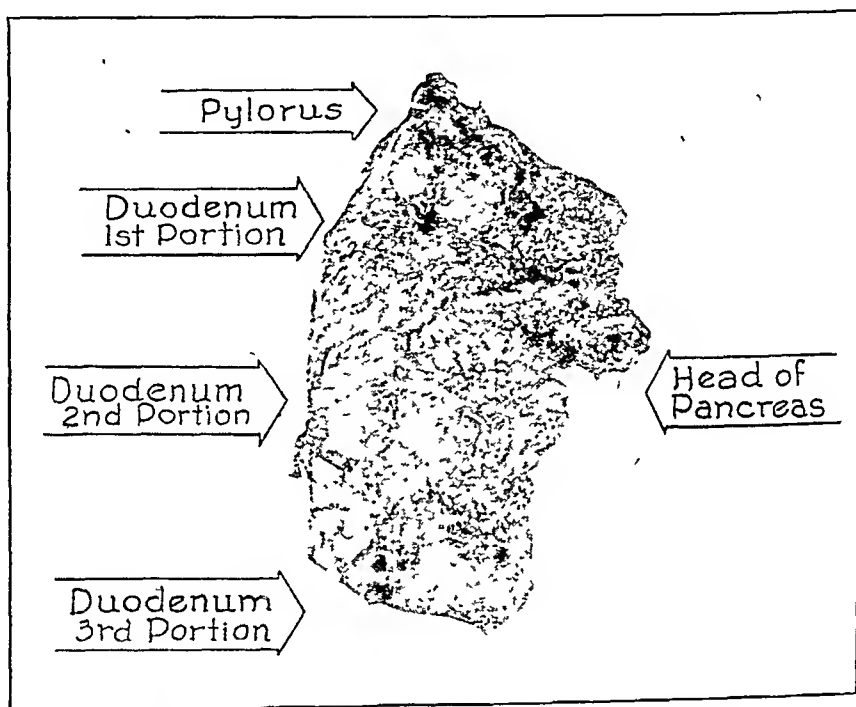 Pylorus
Duodenum
1st Portion
Duodenum
2nd Portion
Head of
Pancreas
Duodenum
3rd Portion